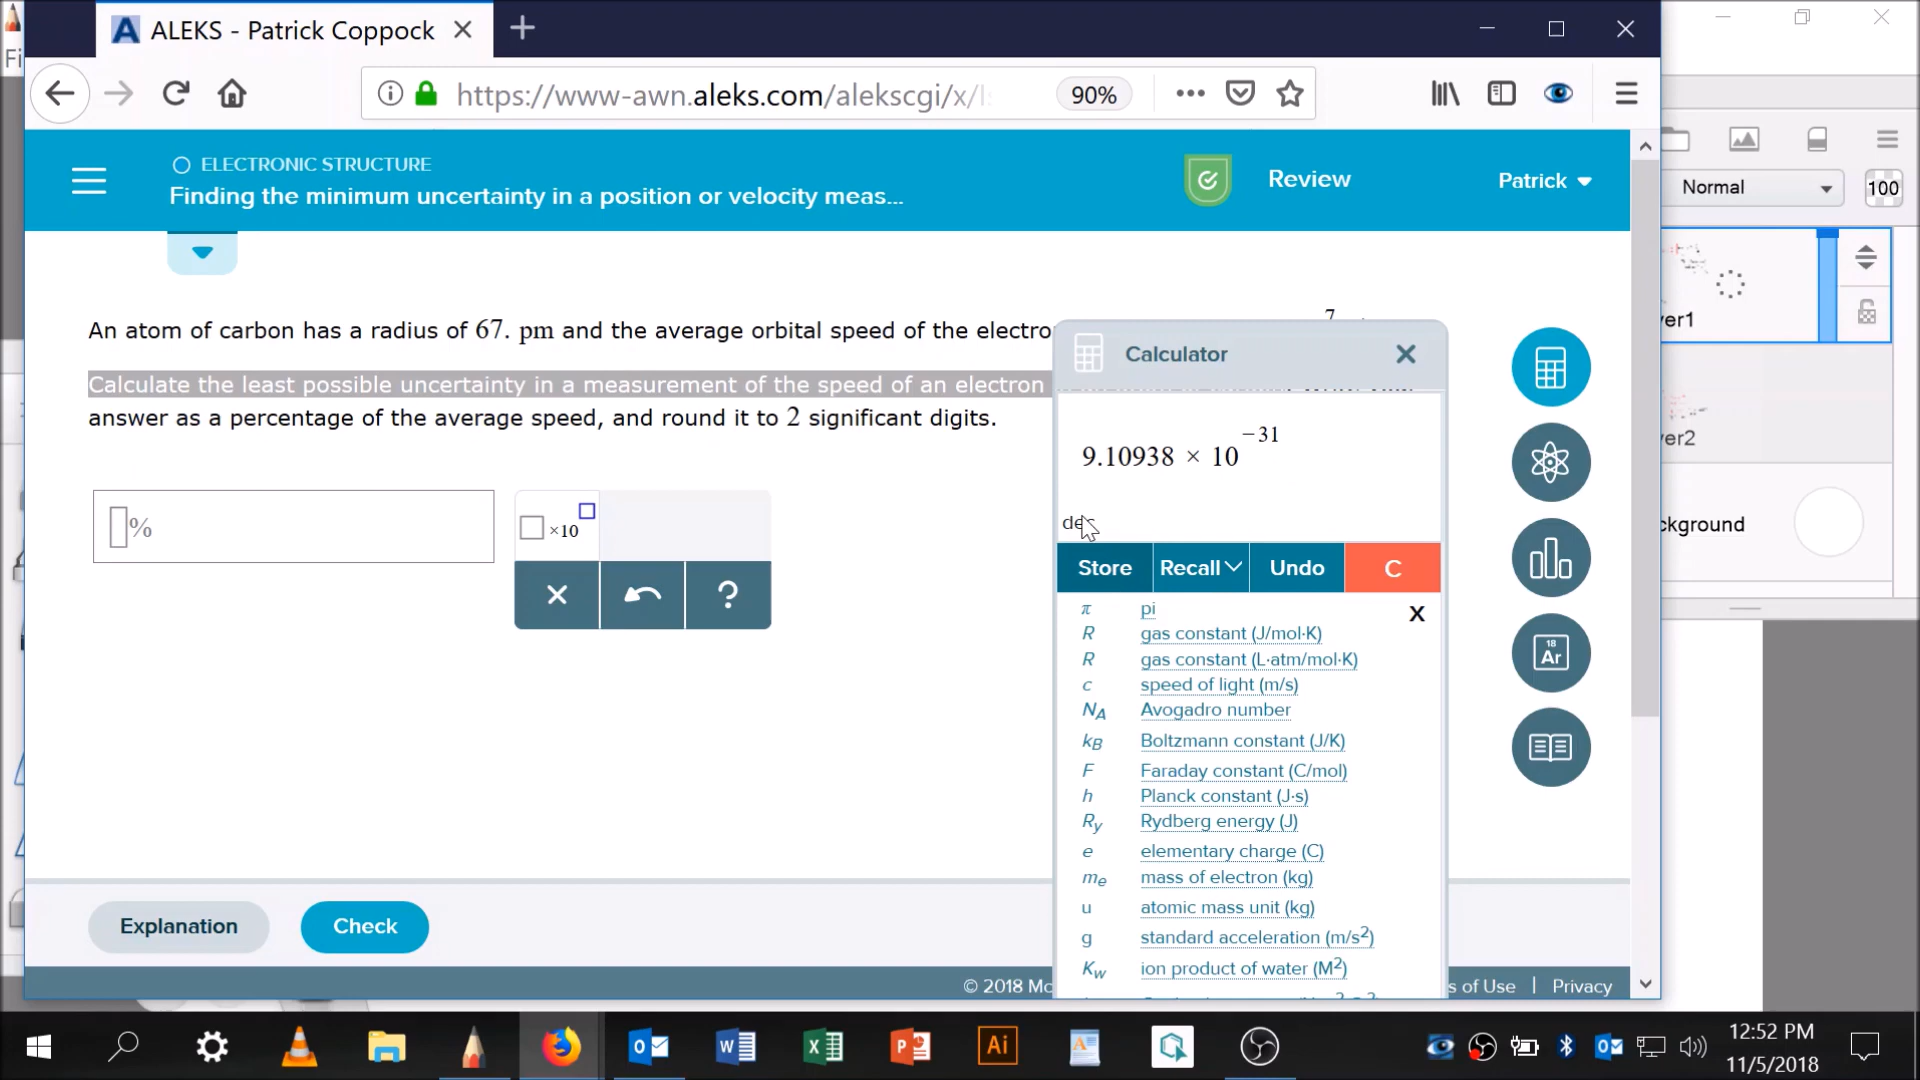 ALEKS - Patrick Coppock
Fi
https://www-awn.aleks.com/alekscgi/x/
90%
ELECTRONIC STRUCTURE
Finding the minimum uncertainty in a position or velocity meas...
Review
Patrick
Normal
100
An atom of carbon has a radius of 67. pm and the average orbital speed of the electro
7
Calculate the least possible uncertainty in a measurement of the speed of an electron
answer as a percentage of the average speed, and round it to 2 significant digits.
%
×10
?
Calculator
9.10938 × 10
−31
Store
Recall
Undo
C
π pi
X
R gas constant (J/mol·K)
R gas constant (L·atm/mol·K)
c speed of light (m/s)
NA Avogadro number
kB Boltzmann constant (J/K)
F Faraday constant (C/mol)
h Planck constant (J·s)
Ry Rydberg energy (J)
e elementary charge (C)
me mass of electron (kg)
u atomic mass unit (kg)
g standard acceleration (m/s2)
Kw ion product of water (M2)
18
Ar
yer1
yer2
ckground
Explanation
Check
© 2018 Mc
s of Use | Privacy
Ai
12:52 PM
11/5/2018